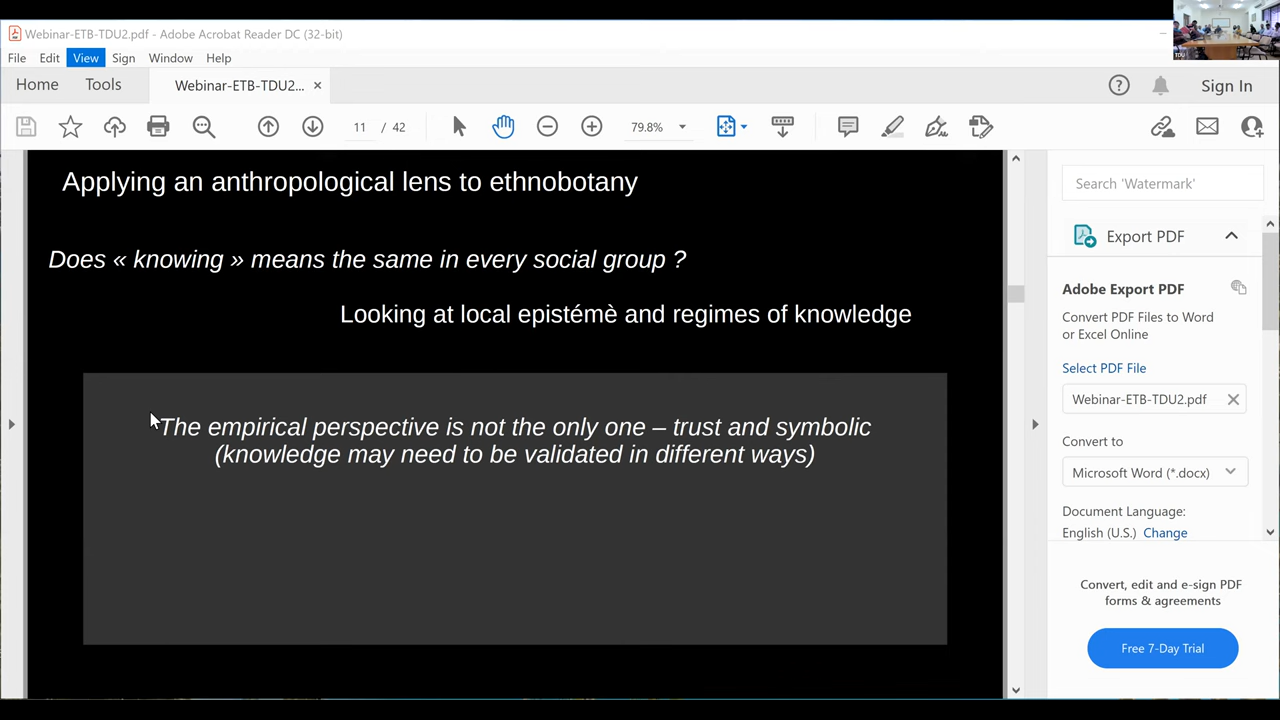 Webinar-ETB-TDU2.pdf - Adobe Acrobat Reader DC (32-bit)
File Edit View Sign Window Help
Home Tools Webinar-ETB-TDU2... × Sign In
11 / 42 79.8%
Applying an anthropological lens to ethnobotany
Does « knowing » means the same in every social group ?
Looking at local epistémè and regimes of knowledge
The empirical perspective is not the only one – trust and symbolic
(knowledge may need to be validated in different ways)
Search 'Watermark'
Export PDF
Adobe Export PDF
Convert PDF Files to Word
or Excel Online
Select PDF File
Webinar-ETB-TDU2.pdf
Convert to
Microsoft Word (*.docx)
Document Language:
English (U.S.) Change
Convert, edit and e-sign PDF
forms & agreements
Free 7-Day Trial
TDU